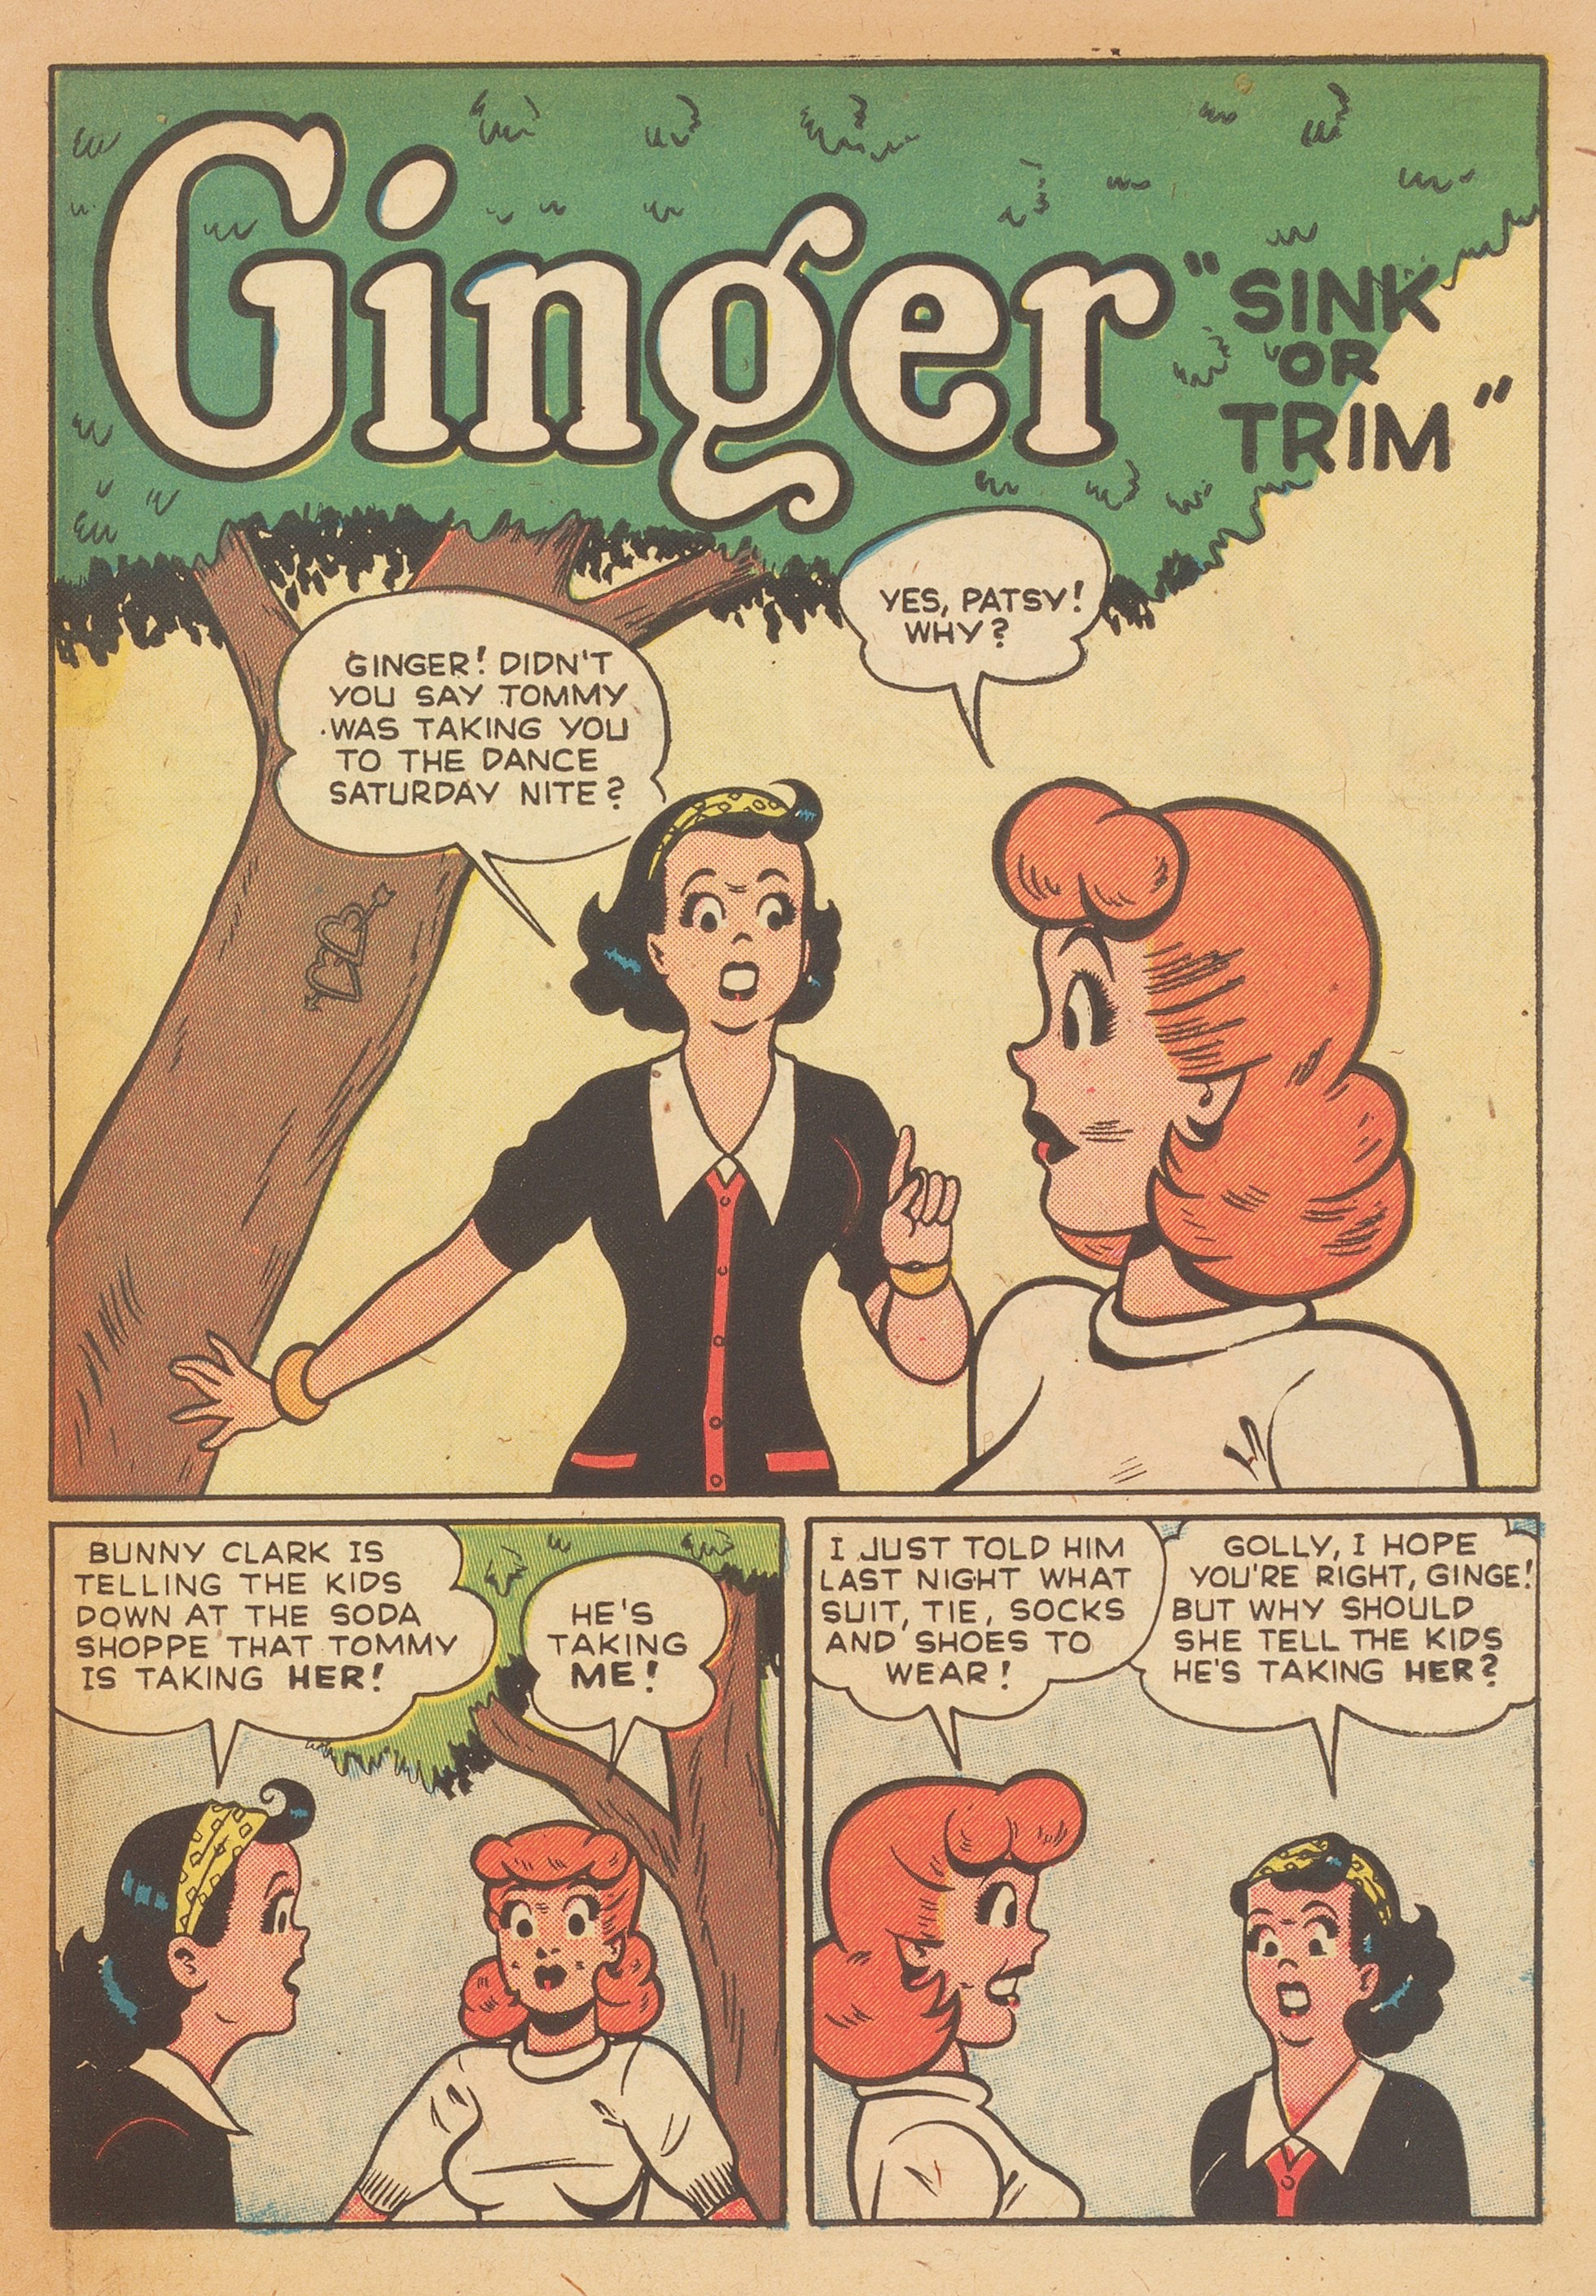 Ginger
"SINK
OR
TRIM"
GINGER! DIDN'T
YOU SAY TOMMY
WAS TAKING YOU
TO THE DANCE
SATURDAY NITE?
YES, PATSY!
WHY?
BUNNY CLARK IS
TELLING THE KIDS
DOWN AT THE SODA
SHOPPE THAT TOMMY
IS TAKING HER!
HE'S
TAKING
ME!
I JUST TOLD HIM
LAST NIGHT WHAT
SUIT, TIE, SOCKS
AND SHOES TO
WEAR!
GOLLY, I HOPE
YOU'RE RIGHT, GINGE!
BUT WHY SHOULD
SHE TELL THE KIDS
HE'S TAKING HER?